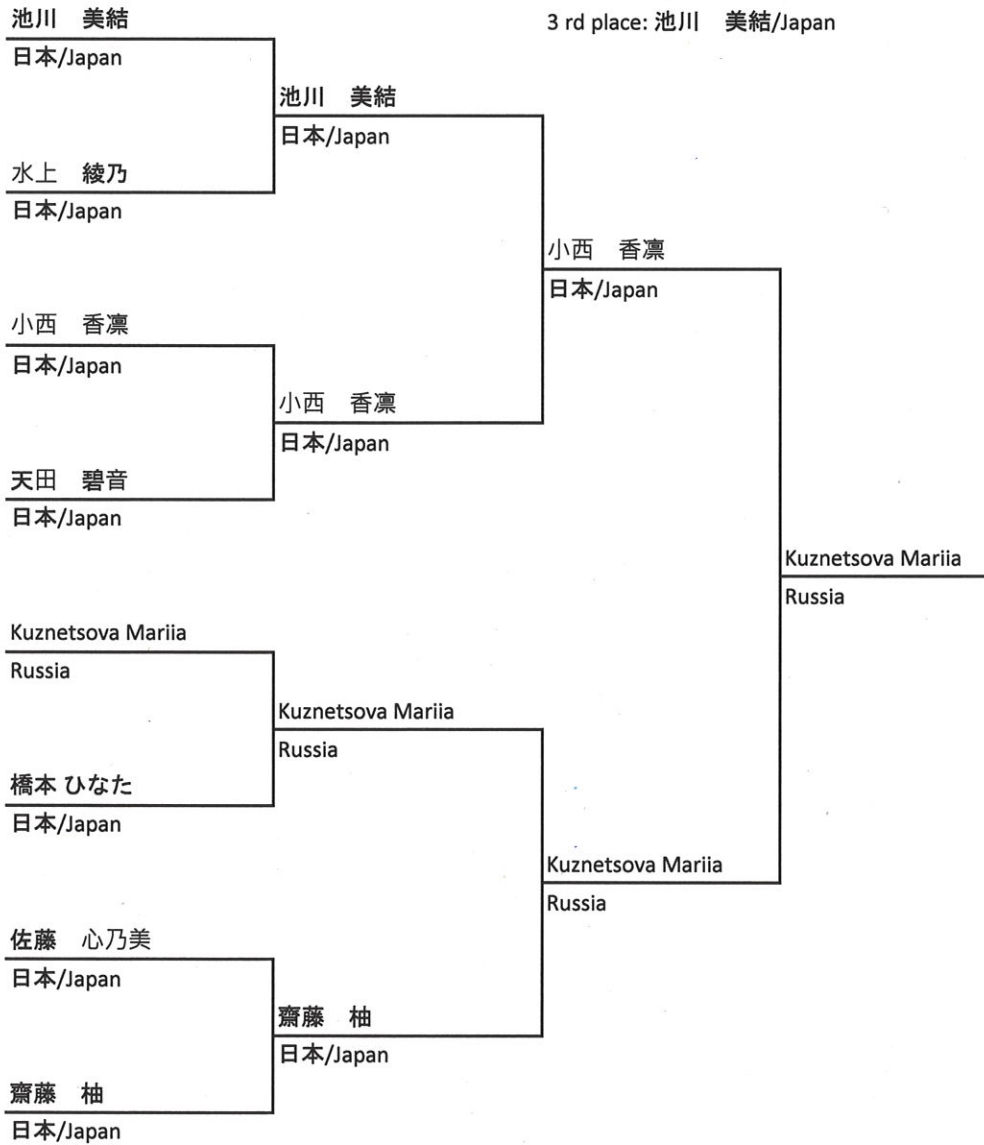 池川　美結
3 rd place: 池川　美結/Japan
日本/Japan
池川　美結
日本/Japan
水上　綾乃
日本/Japan
小西　香凛
日本/Japan
小西　香凛
日本/Japan
小西　香凛
日本/Japan
天田　碧音
日本/Japan
Kuznetsova Mariia
Russia
Kuznetsova Mariia
Russia
Kuznetsova Mariia
Russia
橋本 ひなた
日本/Japan
Kuznetsova Mariia
Russia
佐藤　心乃美
日本/Japan
齋藤　柚
日本/Japan
齋藤　柚
日本/Japan